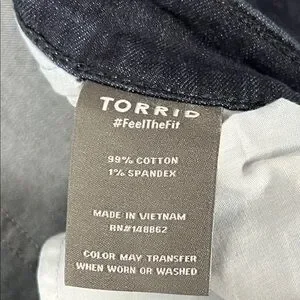 TORRID
#FeelTheFit
99% COTTON
1% SPANDEX
MADE IN VIETNAM
RN#148862
COLOR MAY TRANSFER
WHEN WORN OR WASHED